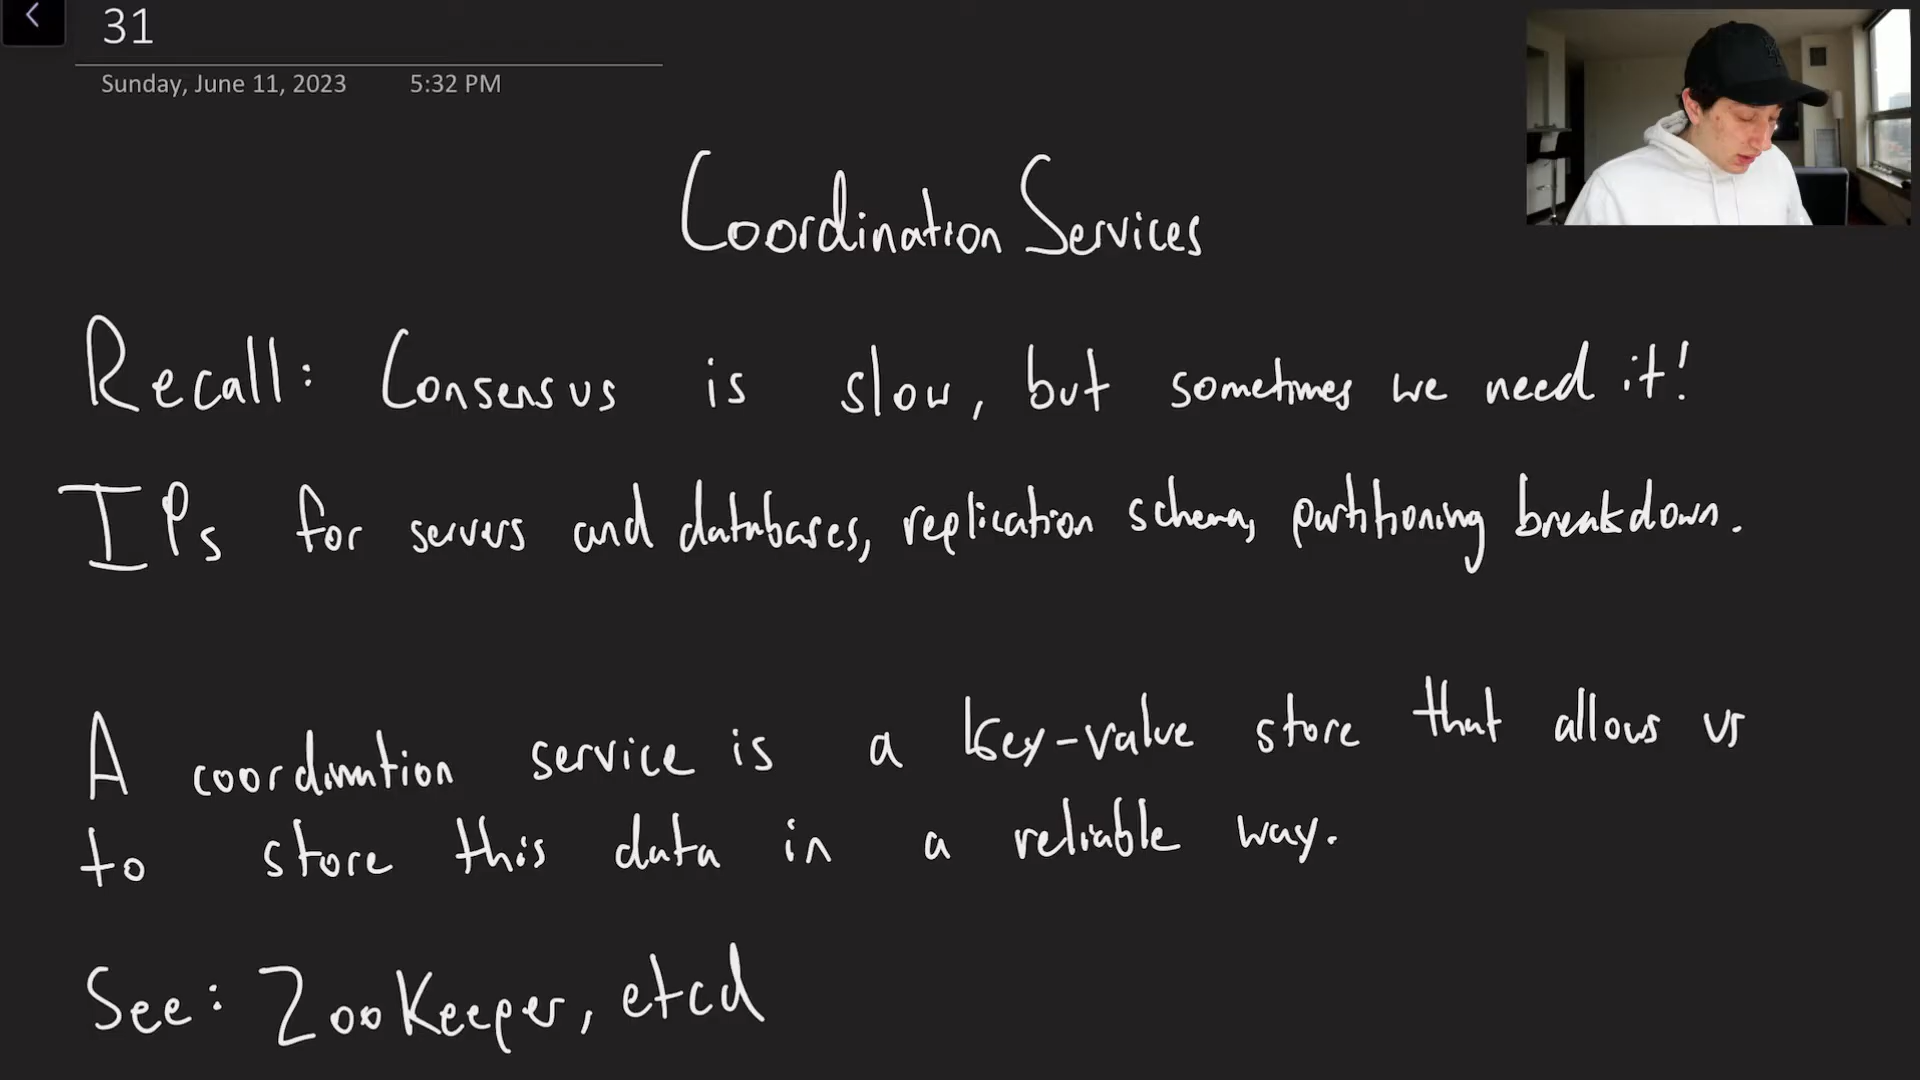 31
Sunday, June 11, 2023 5:32 PM
Coordination Services
Recall: Consensus is slow, but sometimes we need it!
IPs for servers and databases, replication schema, partitioning breakdown.
A coordination service is a key-value store that allows us
to store this data in a reliable way.
See: ZooKeeper, etcd